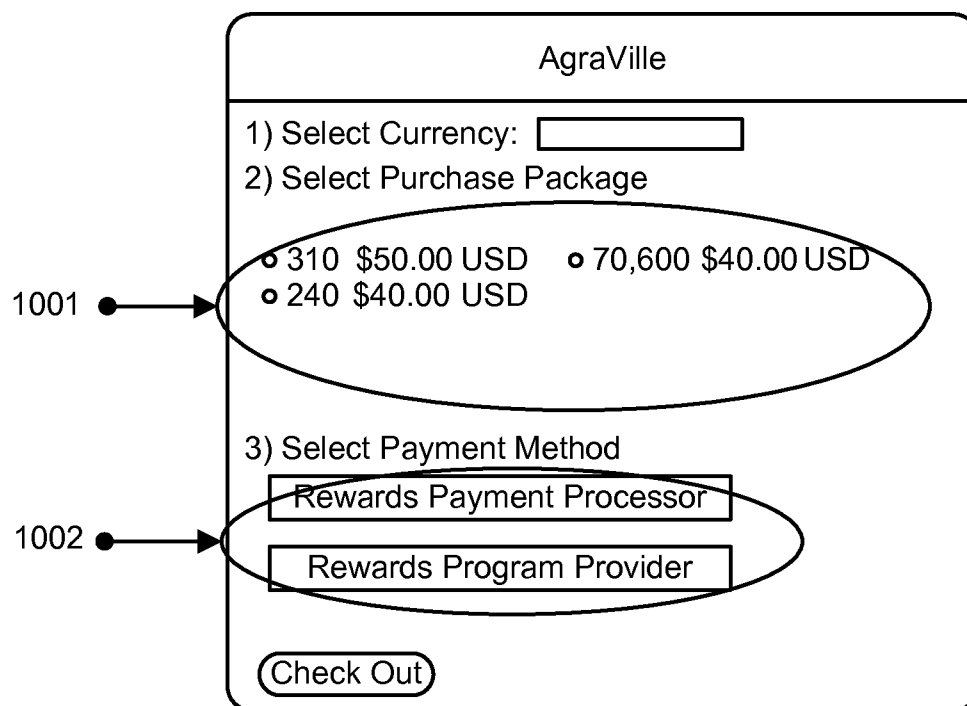 AgraVille
1) Select Currency:
2) Select Purchase Package
310 $50.00 USD 70,600 $40.00 USD
240 $40.00 USD
1001
3) Select Payment Method
Rewards Payment Processor
1002
Rewards Program Provider
Check Out